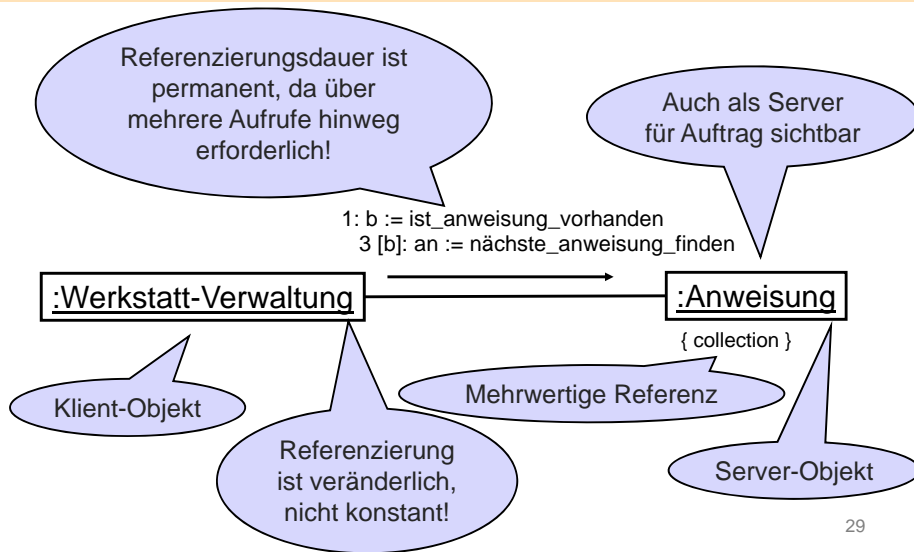 Referenzierungsdauer ist
permanent, da über
mehrere Aufrufe hinweg
erforderlich!
Auch als Server
für Auftrag sichtbar
1: b := ist_anweisung_vorhanden
3 [b]: an := nächste_anweisung_finden
:Werkstatt-Verwaltung
:Anweisung
{ collection }
Klient-Objekt
Mehrwertige Referenz
Referenzierung
ist veränderlich,
nicht konstant!
Server-Objekt
29